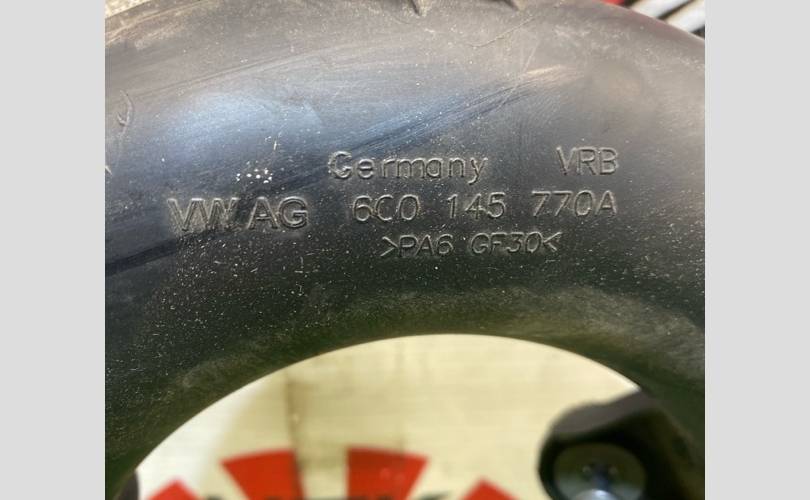 Germany VRB
VW AG 6C0 145 770A
>PA6 GF30<